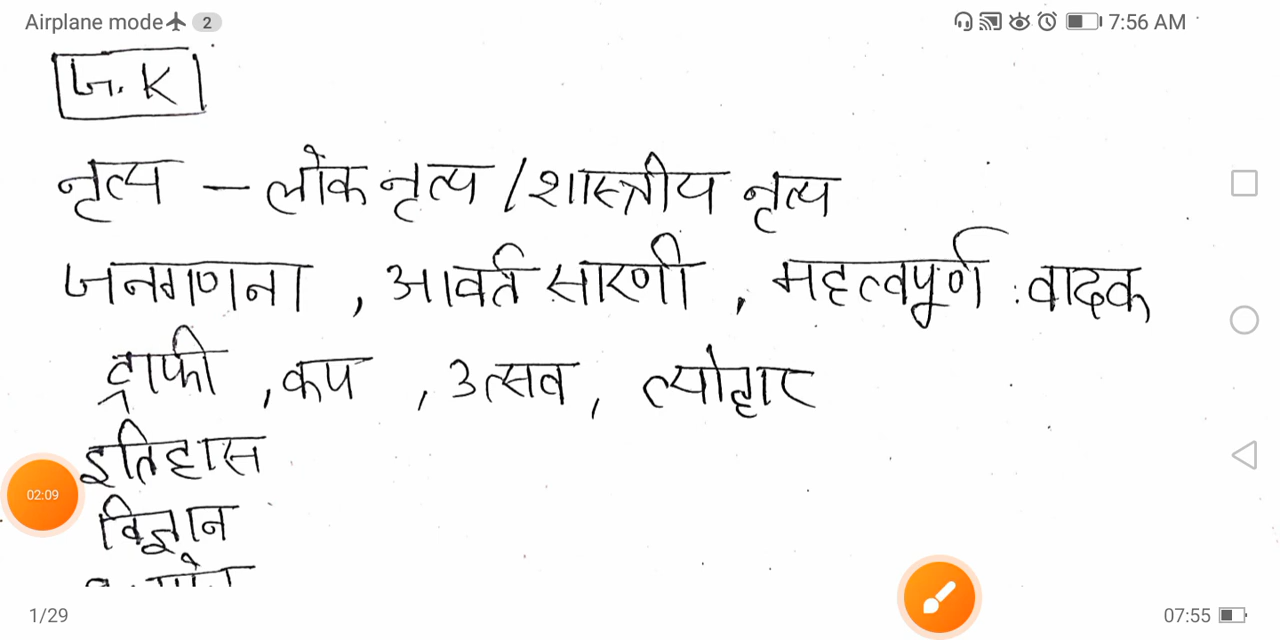 Airplane mode 2 7:56 AM
G.K
नृत्य - लोक नृत्य / शास्त्रीय नृत्य
जनगणना , आवर्त सारणी , महत्वपूर्ण वादक
ट्राफी , कप , उत्सव , त्योहार
इतिहास
02:09
विज्ञान
1/29 07:55